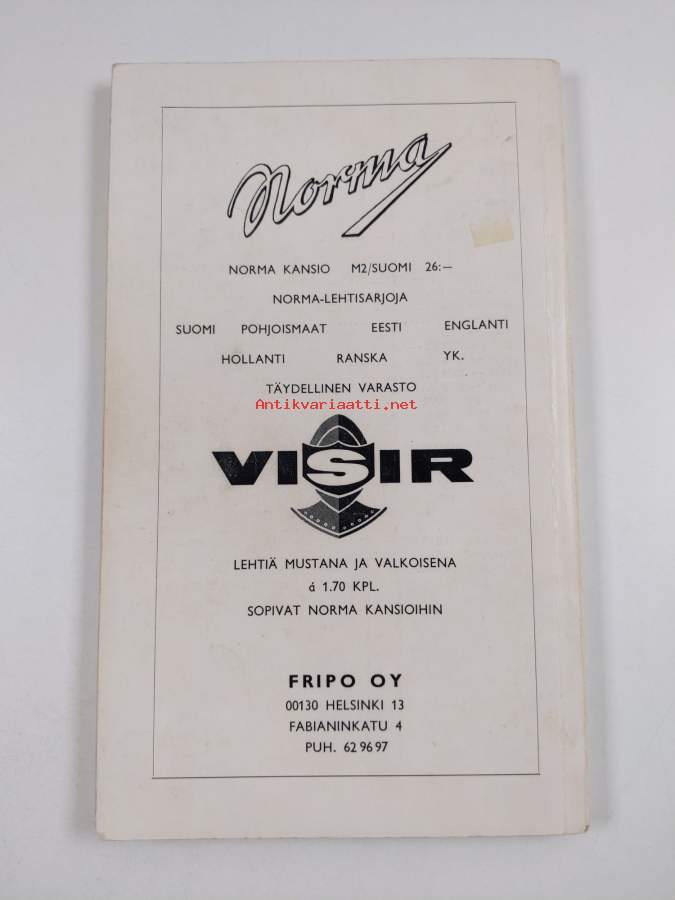 Norma
NORMA KANSIO M2/SUOMI 26:—
NORMA-LEHTISARJOJA
SUOMI POHJOISMAAT EESTI ENGLANTI
HOLLANTI RANSKA YK.
TÄYDELLINEN VARASTO
Antikvariaatti.net
VISIR
LEHTIÄ MUSTANA JA VALKOISENA
á 1.70 KPL.
SOPIVAT NORMA KANSIOIHIN
FRIPO OY
00130 HELSINKI 13
FABIANINKATU 4
PUH. 62 96 97